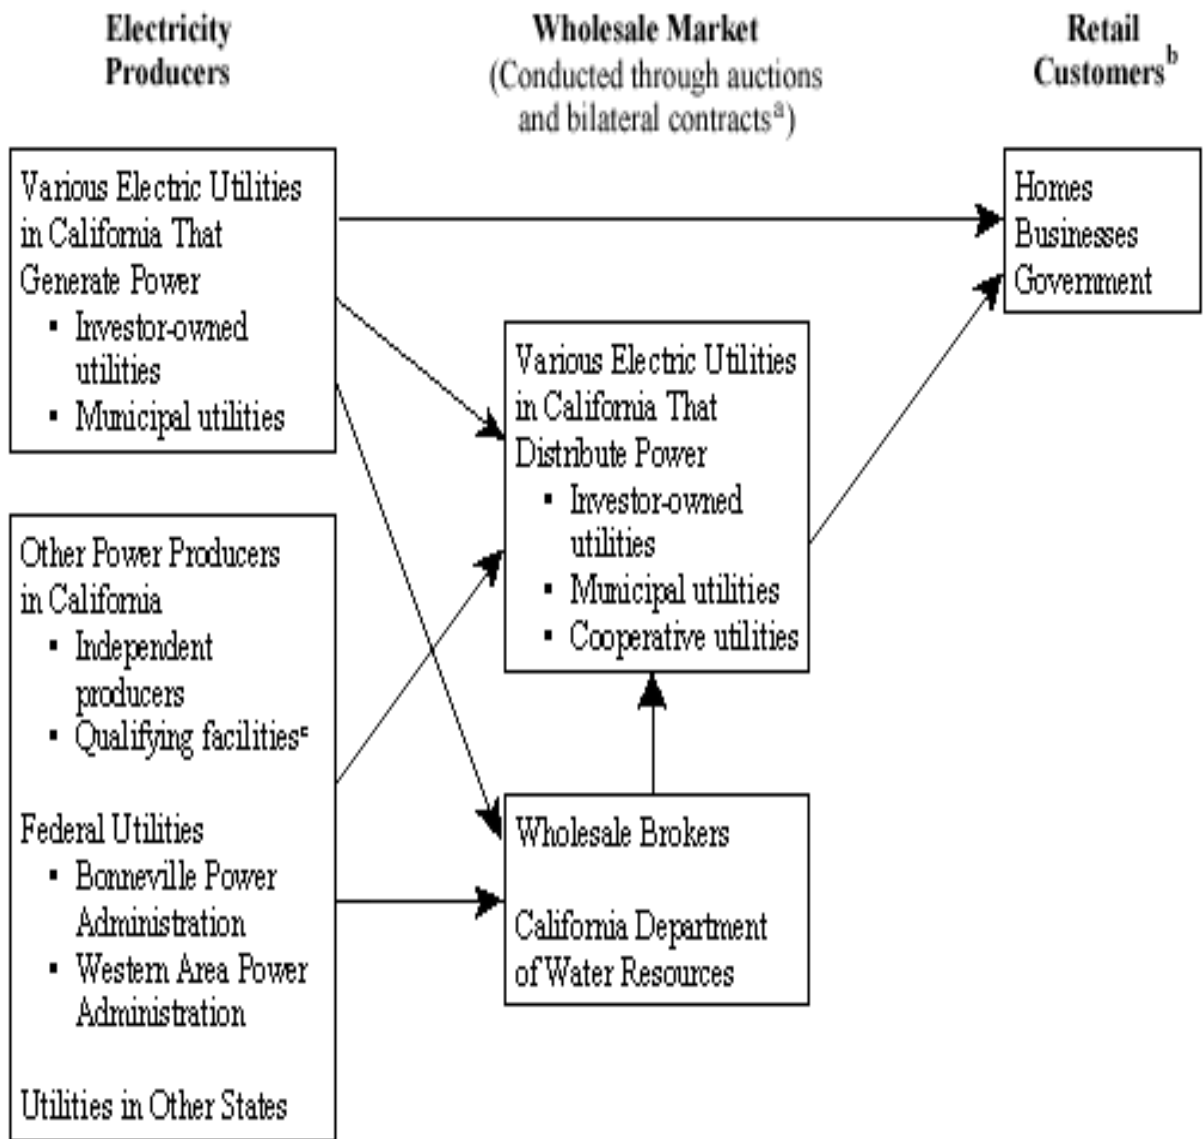 Electricity
Producers
Wholesale Market
(Conducted through auctions
and bilateral contractsᵃ)
Retail
Customersᵇ
Various Electric Utilities
in California That
Generate Power
▪ Investor-owned
utilities
▪ Municipal utilities
Other Power Producers
in California
▪ Independent
producers
▪ Qualifying facilitiesᶜ
Federal Utilities
▪ Bonneville Power
Administration
▪ Western Area Power
Administration
Utilities in Other States
Various Electric Utilities
in California That
Distribute Power
▪ Investor-owned
utilities
▪ Municipal utilities
▪ Cooperative utilities
Wholesale Brokers
California Department
of Water Resources
Homes
Businesses
Government